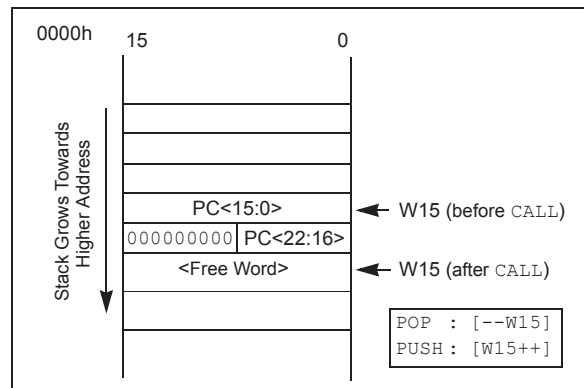 0000h
15
0
Stack Grows Towards
Higher Address
PC<15:0>
W15 (before CALL)
000000000
PC<22:16>
<Free Word>
W15 (after CALL)
POP : [--W15]
PUSH : [W15++]